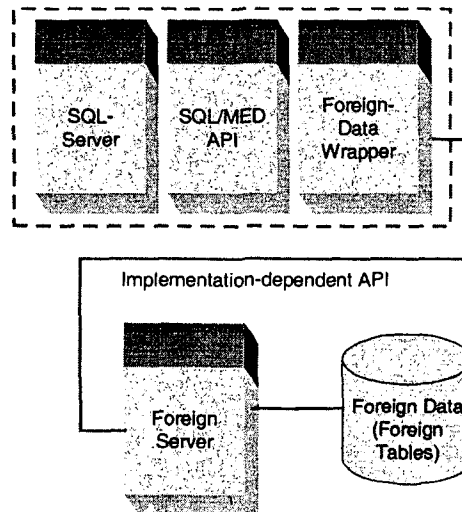 SQL-
Server
SQL/MED
API
Foreign-
Data
Wrapper
Implementation-dependent API
Foreign
Server
Foreign Data
(Foreign
Tables)